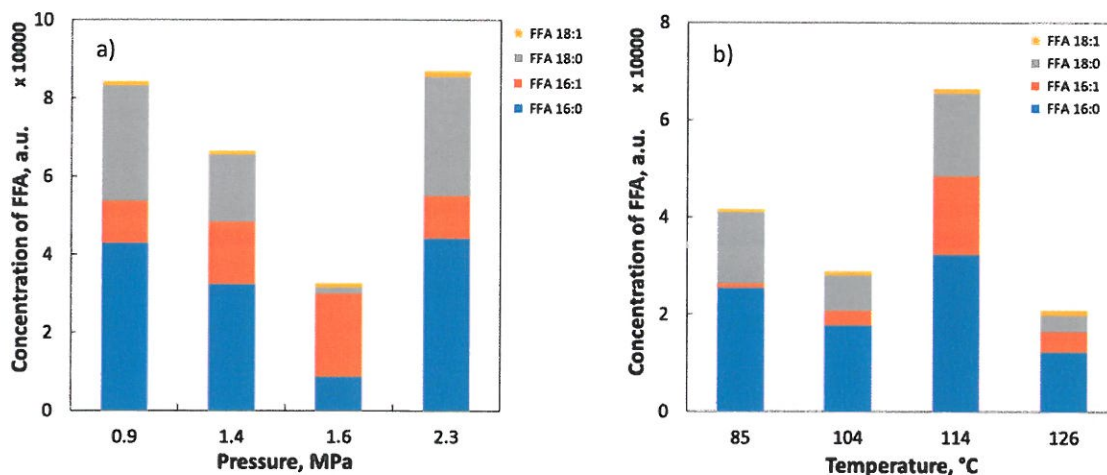 a)
x 10000
Concentration of FFA, a.u.
10
8
6
4
2
0
0.9 1.4 1.6 2.3
Pressure, MPa
FFA 18:1
FFA 18:0
FFA 16:1
FFA 16:0
b)
x 10000
Concentration of FFA, a.u.
8
6
4
2
0
85 104 114 126
Temperature, °C
FFA 18:1
FFA 18:0
FFA 16:1
FFA 16:0